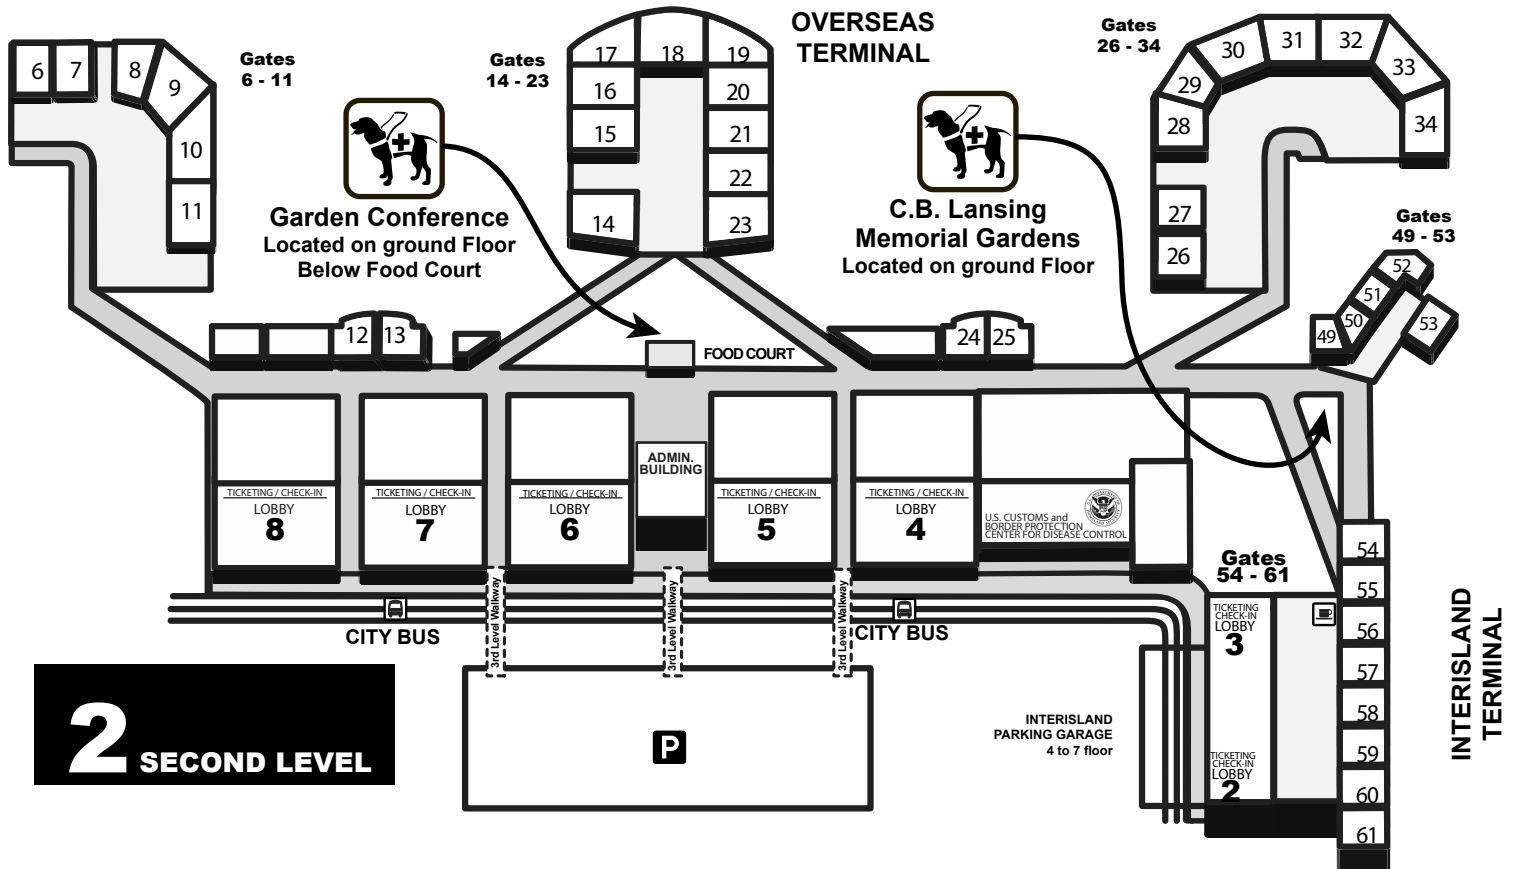 OVERSEAS
TERMINAL
Gates
6 - 11
Gates
14 - 23
Gates
26 - 34
Gates
49 - 53
6
7
8
9
10
11
17
18
19
16
20
15
21
22
14
23
30
31
32
33
29
28
34
27
26
52
51
50
49
53
Garden Conference
Located on ground Floor
Below Food Court
C.B. Lansing
Memorial Gardens
Located on ground Floor
12
13
FOOD COURT
24
25
ADMIN.
BUILDING
TICKETING / CHECK-IN
LOBBY
8
TICKETING / CHECK-IN
LOBBY
7
TICKETING / CHECK-IN
LOBBY
6
TICKETING / CHECK-IN
LOBBY
5
TICKETING / CHECK-IN
LOBBY
4
U.S. CUSTOMS and
BORDER PROTECTION
CENTER FOR DISEASE CONTROL
Gates
54 - 61
54
55
56
57
58
59
60
61
TICKETING
CHECK-IN
LOBBY
3
TICKETING
CHECK-IN
LOBBY
2
INTERISLAND
TERMINAL
CITY BUS
CITY BUS
3rd Level Walkway
3rd Level Walkway
3rd Level Walkway
P
INTERISLAND
PARKING GARAGE
4 to 7 floor
2 SECOND LEVEL